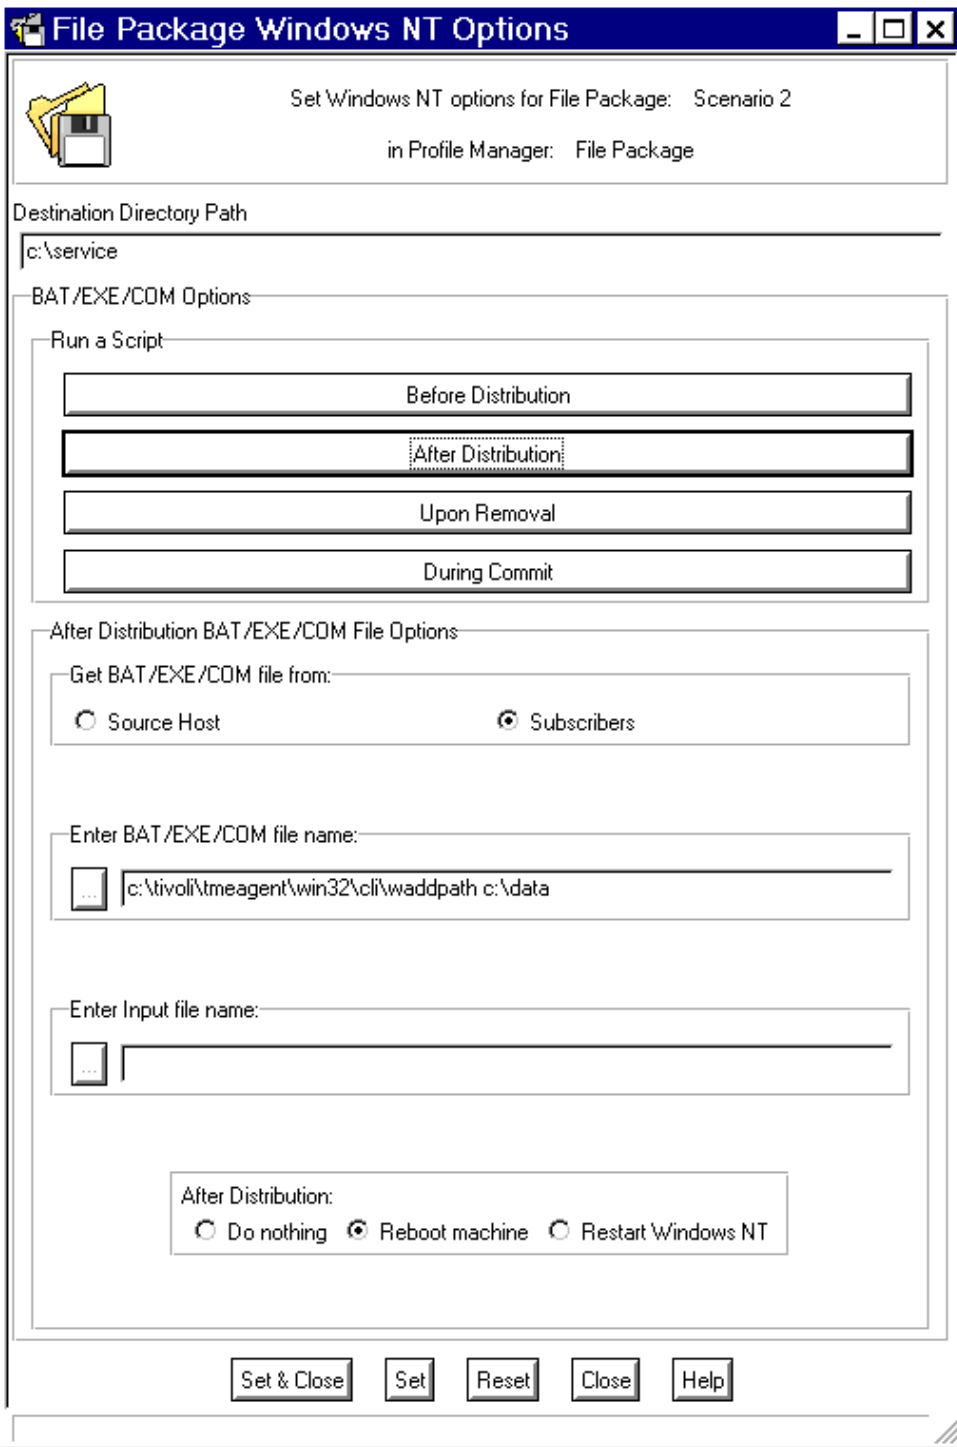 File Package Windows NT Options
Set Windows NT options for File Package: Scenario 2
in Profile Manager: File Package
Destination Directory Path
c:\service
BAT/EXE/COM Options
Run a Script
Before Distribution
After Distribution
Upon Removal
During Commit
After Distribution BAT/EXE/COM File Options
Get BAT/EXE/COM file from:
Source Host Subscribers
Enter BAT/EXE/COM file name:
... c:\tivoli\tmeagent\win32\cli\waddpath c:\data
Enter Input file name:
...
After Distribution:
Do nothing Reboot machine Restart Windows NT
Set & Close Set Reset Close Help